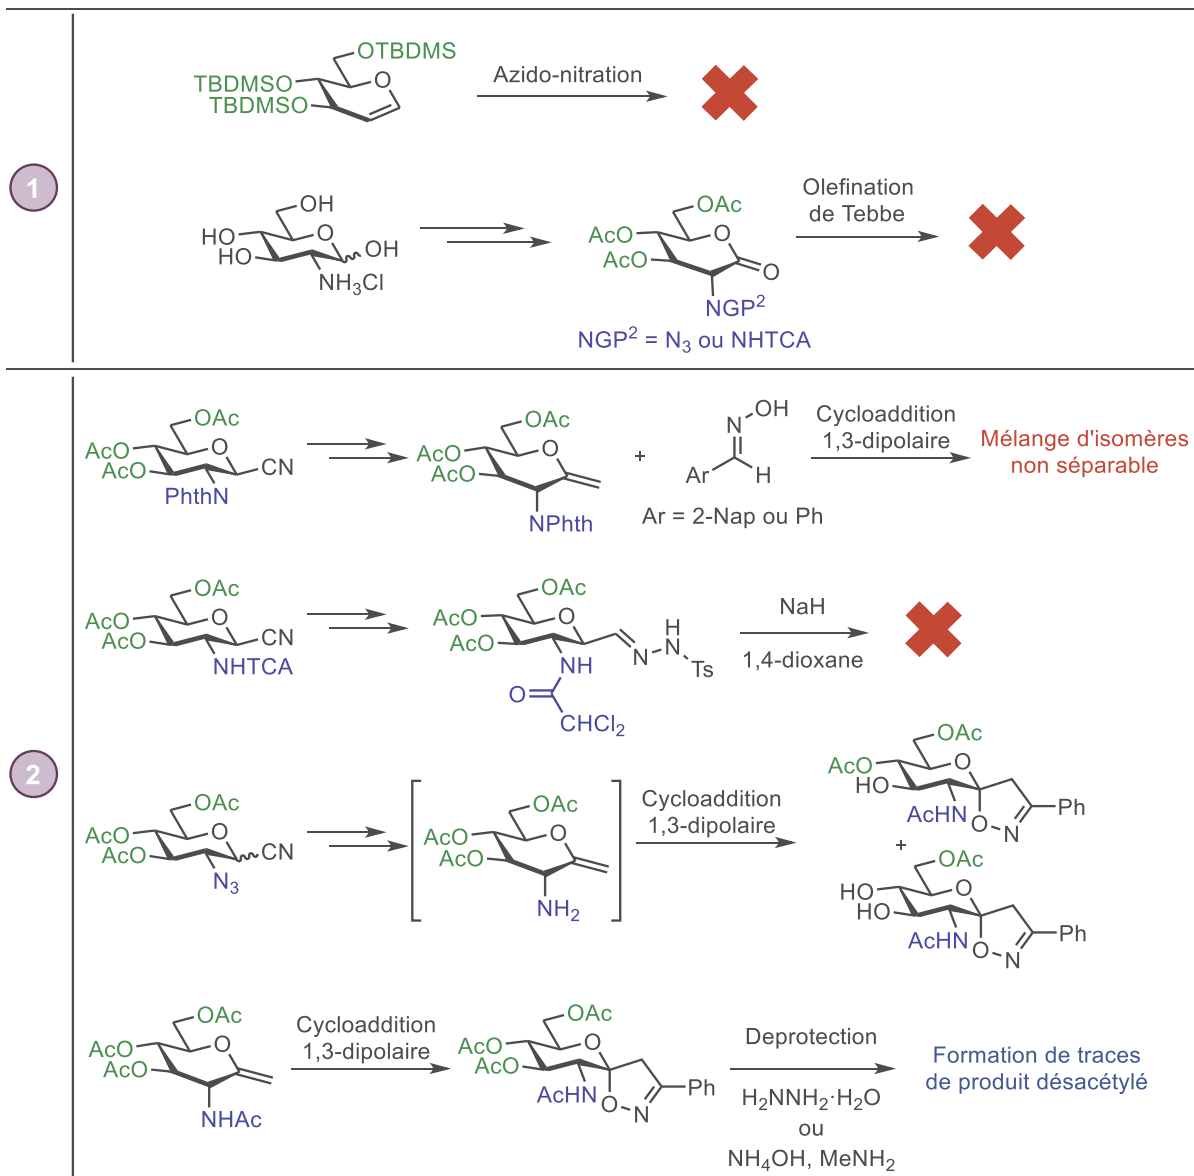 1
OTBDMS
TBDMSO
TBDMSO
O
Azido-nitration
OH
HO
HO
O
OH
NH3Cl
OAc
AcO
AcO
O
O
NGP2
NGP2 = N3 ou NHTCA
Olefination
de Tebbe
2
OAc
AcO
AcO
O
CN
PhthN
OAc
AcO
AcO
O
NPhth
+
OH
N
Ar
H
Ar = 2-Nap ou Ph
Cycloaddition
1,3-dipolaire
Mélange d'isomères
non séparable
OAc
AcO
AcO
O
CN
NHTCA
OAc
AcO
AcO
O
N
H
N
Ts
NH
O
CHCl2
NaH
1,4-dioxane
OAc
AcO
AcO
O
CN
N3
OAc
AcO
AcO
O
NH2
Cycloaddition
1,3-dipolaire
OAc
AcO
HO
O
AcHN
O
N
Ph
+
OAc
HO
HO
O
AcHN
O
N
Ph
OAc
AcO
AcO
O
NHAc
Cycloaddition
1,3-dipolaire
OAc
AcO
AcO
O
AcHN
O
N
Ph
Deprotection
H2NNH2·H2O
ou
NH4OH, MeNH2
Formation de traces
de produit désacétylé